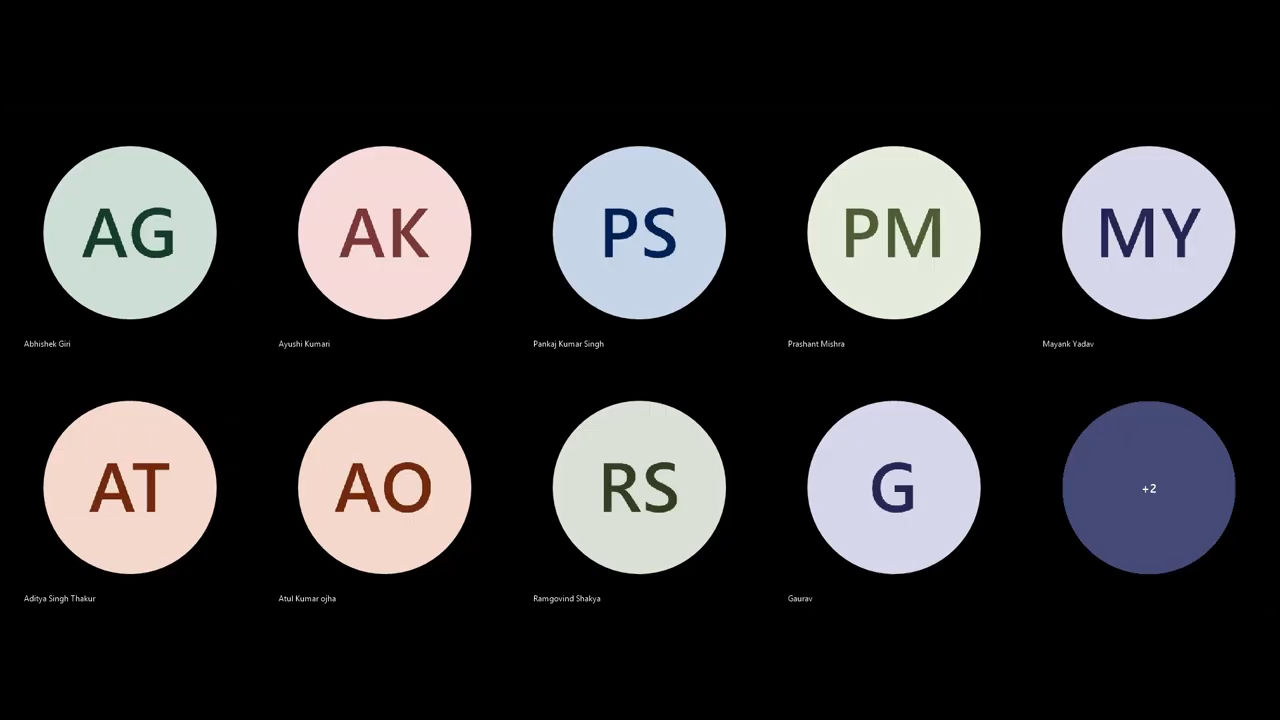 AG
AK
PS
PM
MY
Abhishek Giri
Ayushi Kumari
Pankaj Kumar Singh
Prashant Mishra
Mayank Yadav
AT
AO
RS
G
+2
Aditya Singh Thakur
Atul Kumar ojha
Ramgovind Shakya
Gaurav